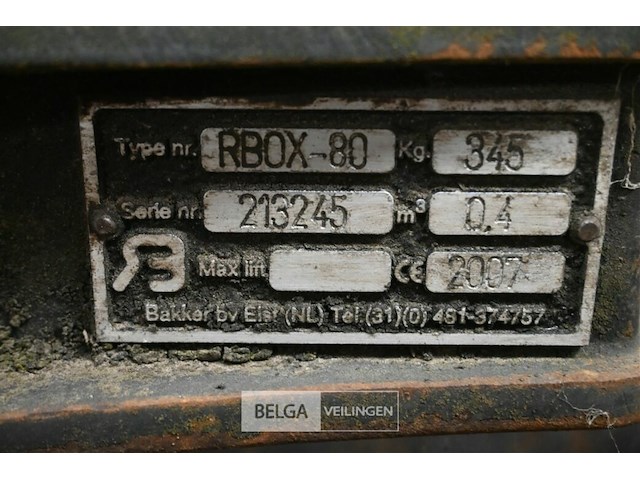 Type nr. RBOX-80 Kg. 345
Serie nr. 213245 m³ 0.4
Max lift CE 2007
Bakker bv Elst (NL) Tel (31)(0) 481-374757
BELGA VEILINGEN